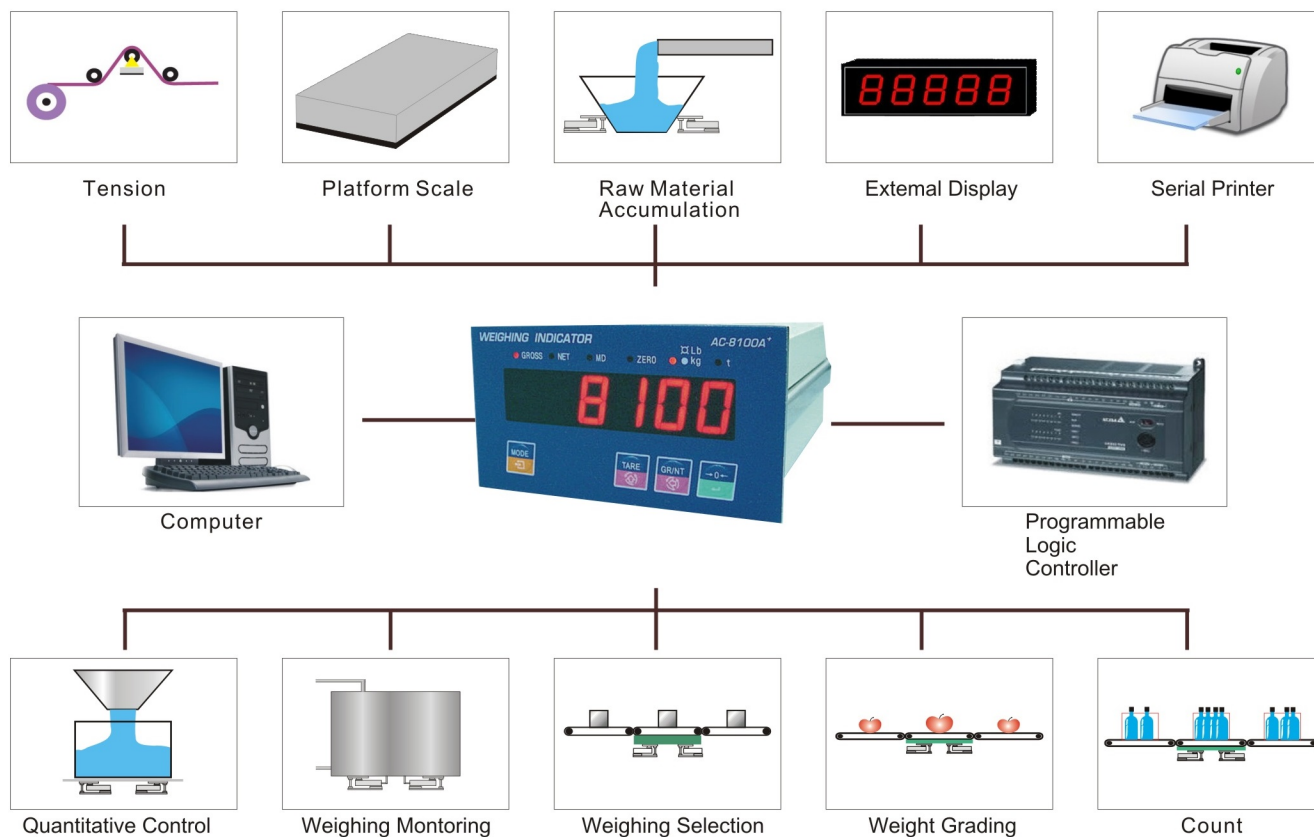 88888
Tension
Platform Scale
Raw Material
Accumulation
External Display
Serial Printer
WEIGHING INDICATOR
AC-8100A+
GROSS NET MD ZERO Lb kg t
8100
MODE
TARE
GR/NT
→0←
Computer
Programmable
Logic
Controller
Quantitative Control
Weighing Montoring
Weighing Selection
Weight Grading
Count